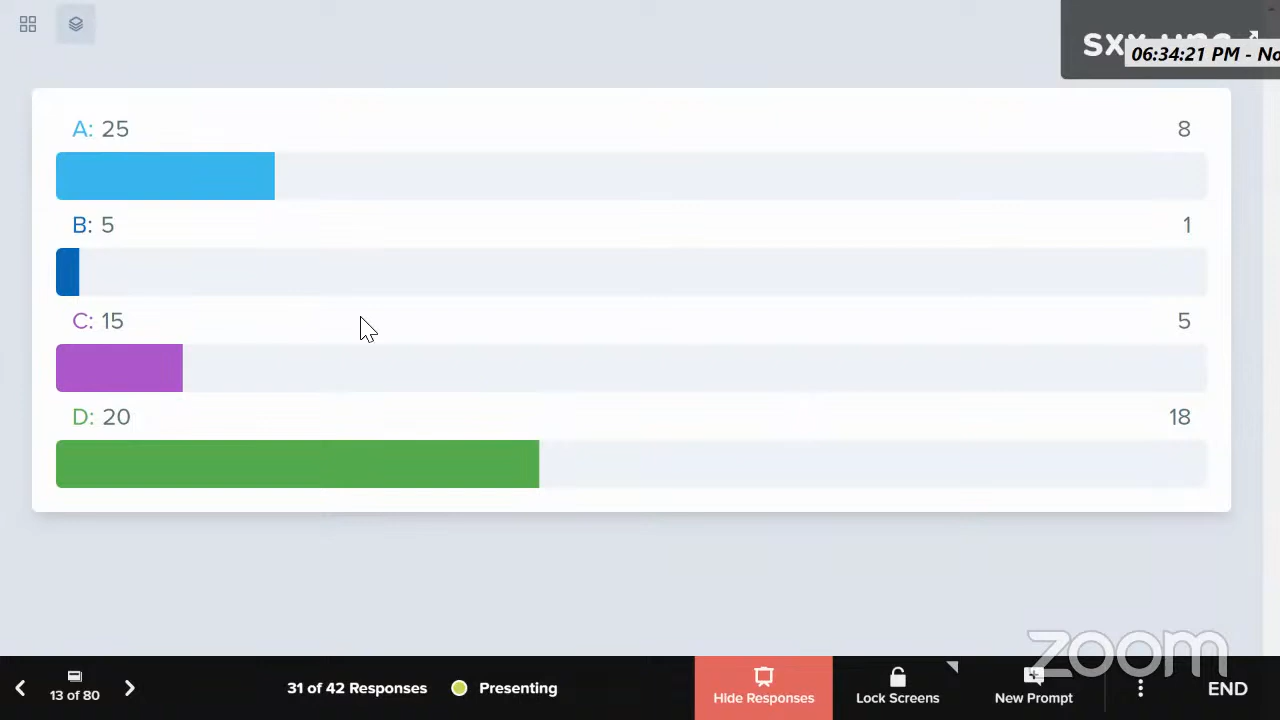 06:34:21 PM - No
A: 25 8
B: 5 1
C: 15 5
D: 20 18
zoom
13 of 80
31 of 42 Responses
Presenting
Hide Responses
Lock Screens
New Prompt
END